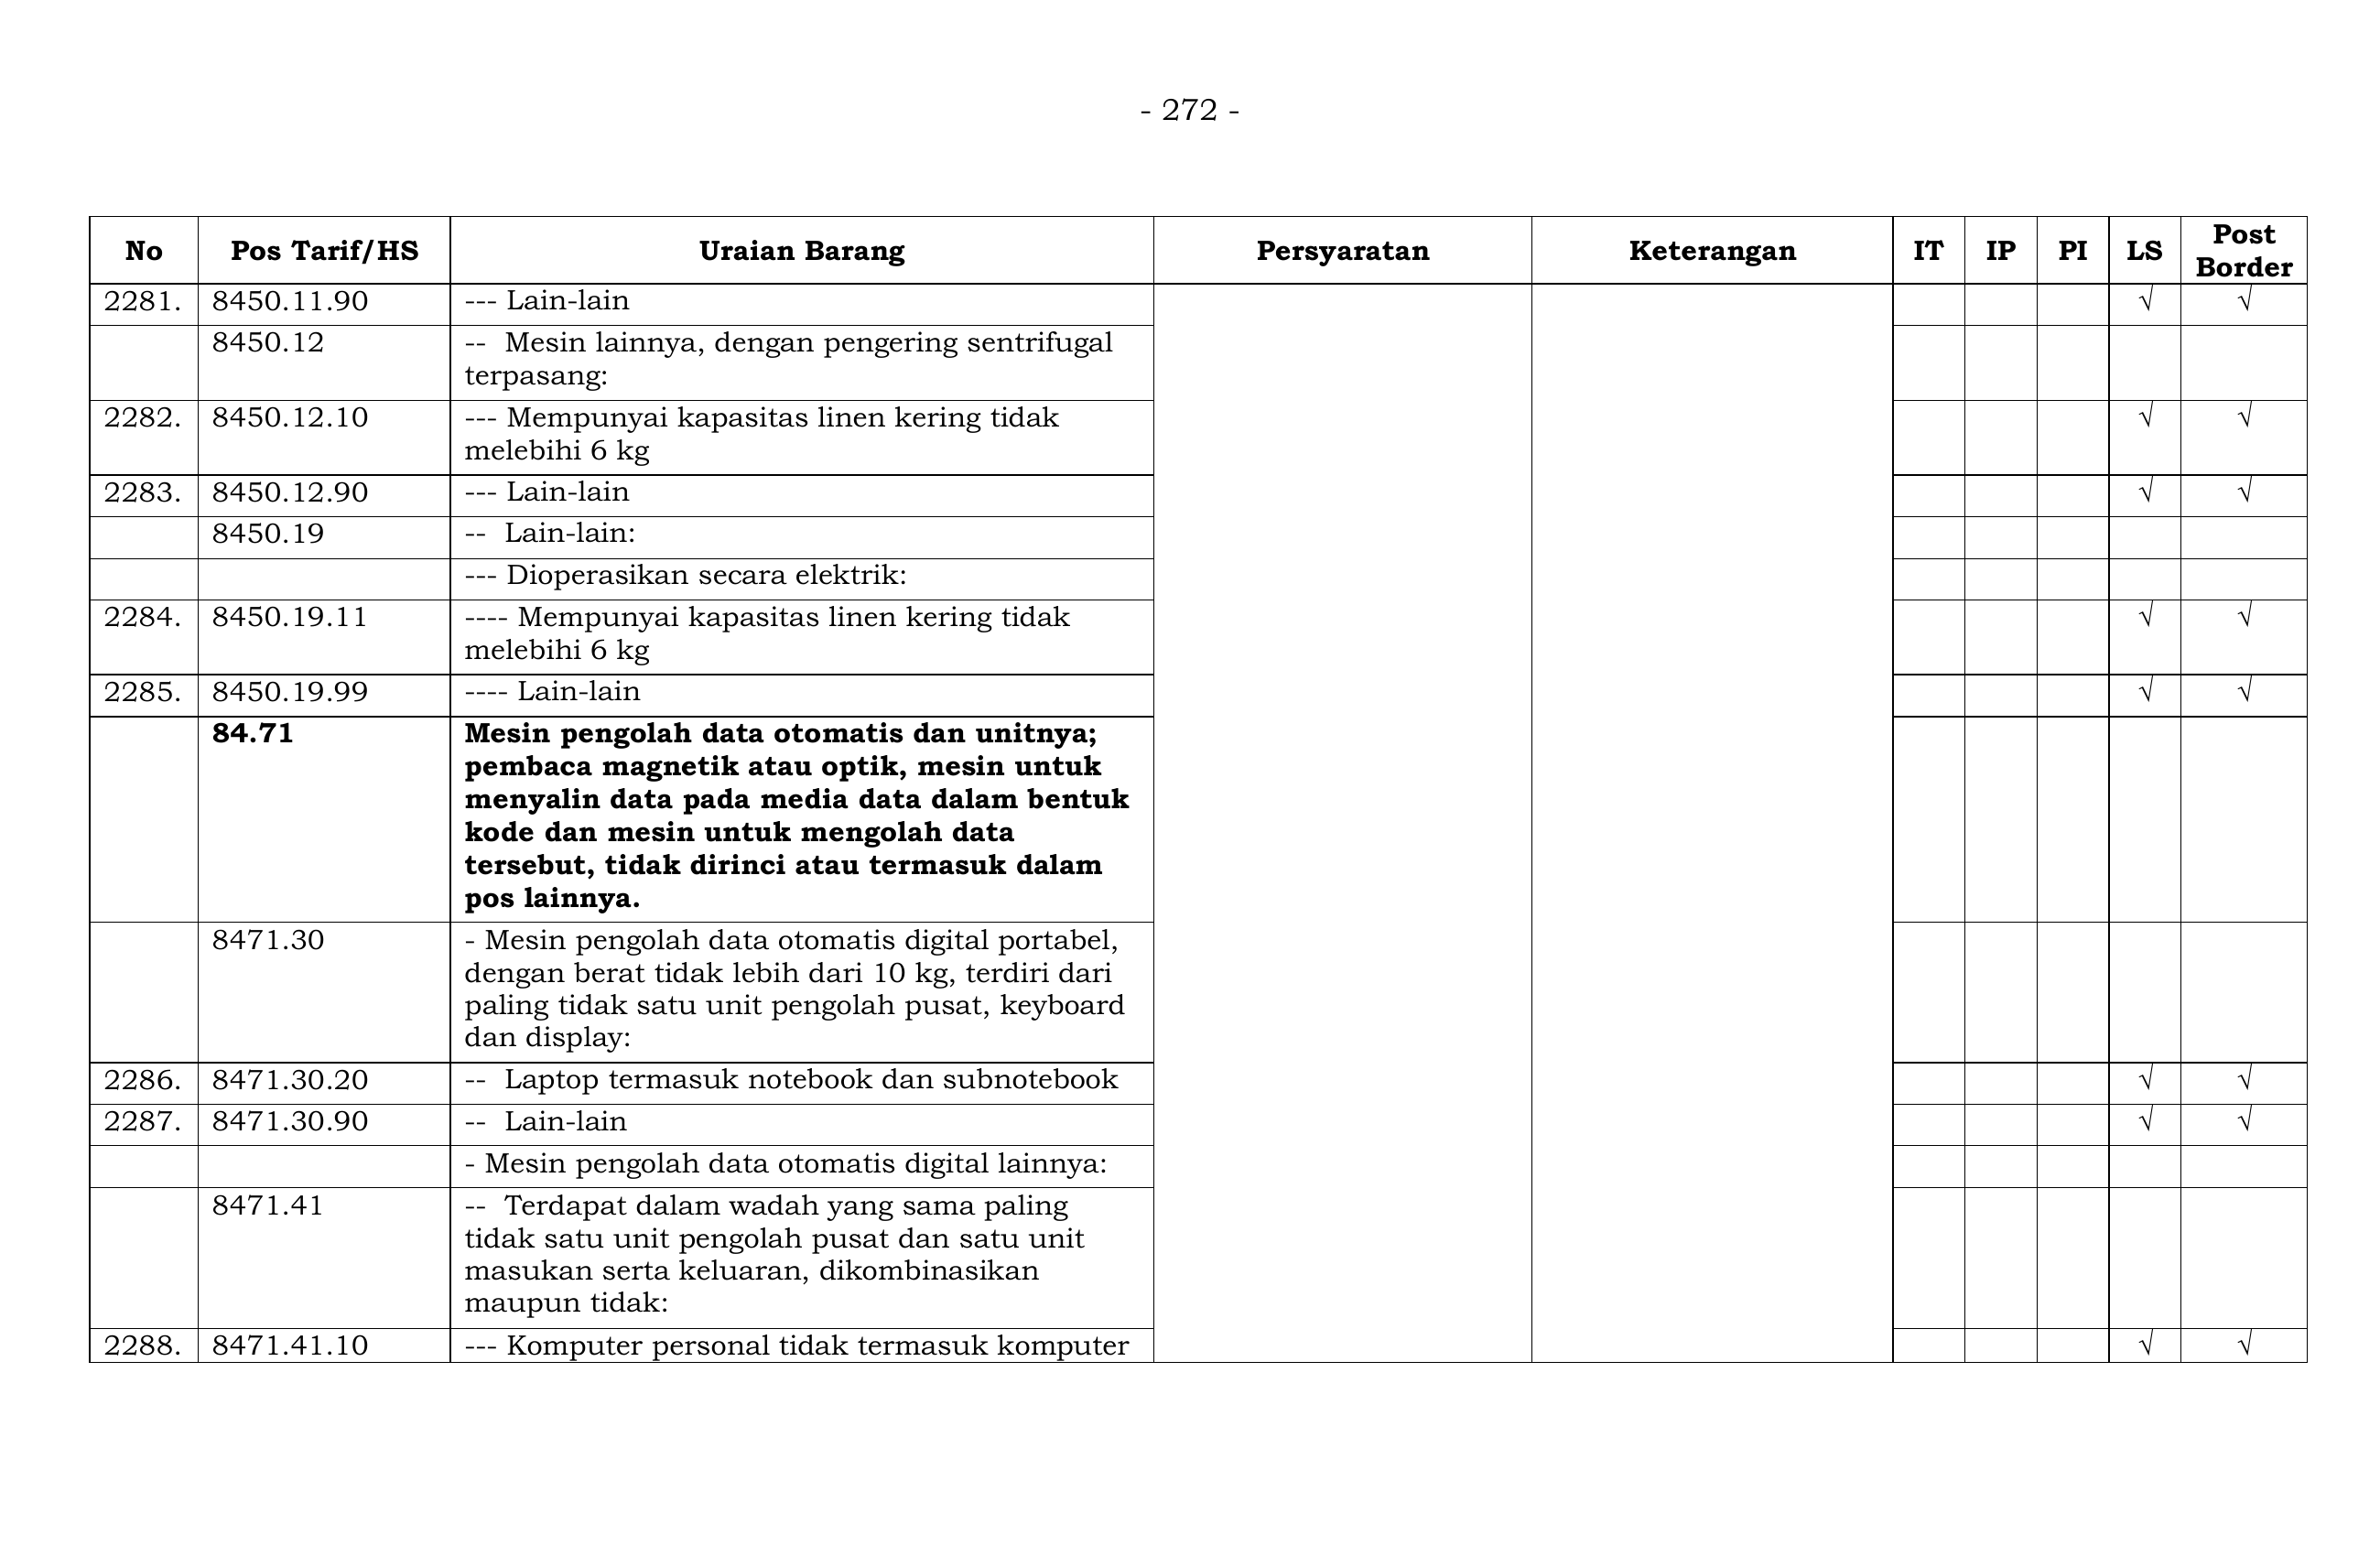 - 272 -
No Pos Tarif/HS Uraian Barang Persyaratan Keterangan IT IP PI LS Post Border
2281. 8450.11.90 --- Lain-lain √ √
8450.12 -- Mesin lainnya, dengan pengering sentrifugal
terpasang:
2282. 8450.12.10 --- Mempunyai kapasitas linen kering tidak √ √
melebihi 6 kg
2283. 8450.12.90 --- Lain-lain √ √
8450.19 -- Lain-lain:
--- Dioperasikan secara elektrik:
2284. 8450.19.11 ---- Mempunyai kapasitas linen kering tidak √ √
melebihi 6 kg
2285. 8450.19.99 ---- Lain-lain √ √
84.71 Mesin pengolah data otomatis dan unitnya;
pembaca magnetik atau optik, mesin untuk
menyalin data pada media data dalam bentuk
kode dan mesin untuk mengolah data
tersebut, tidak dirinci atau termasuk dalam
pos lainnya.
8471.30 - Mesin pengolah data otomatis digital portabel,
dengan berat tidak lebih dari 10 kg, terdiri dari
paling tidak satu unit pengolah pusat, keyboard
dan display:
2286. 8471.30.20 -- Laptop termasuk notebook dan subnotebook √ √
2287. 8471.30.90 -- Lain-lain √ √
- Mesin pengolah data otomatis digital lainnya:
8471.41 -- Terdapat dalam wadah yang sama paling
tidak satu unit pengolah pusat dan satu unit
masukan serta keluaran, dikombinasikan
maupun tidak:
2288. 8471.41.10 --- Komputer personal tidak termasuk komputer √ √